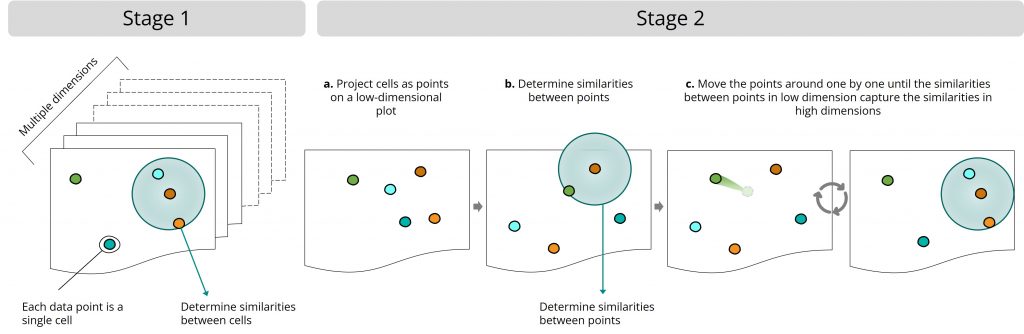 Stage 1
Stage 2
Multiple dimensions
Each data point is a
single cell
Determine similarities
between cells
a. Project cells as points
on a low-dimensional
plot
b. Determine similarities
between points
Determine similarities
between points
c. Move the points around one by one until the similarities
between points in low dimension capture the similarities in
high dimensions